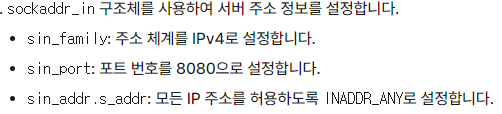 . sockaddr_in 구조체를 사용하여 서버 주소 정보를 설정합니다.
• sin_family: 주소 체계를 IPv4로 설정합니다.
• sin_port: 포트 번호를 8080으로 설정합니다.
• sin_addr.s_addr: 모든 IP 주소를 허용하도록 INADDR_ANY로 설정합니다.